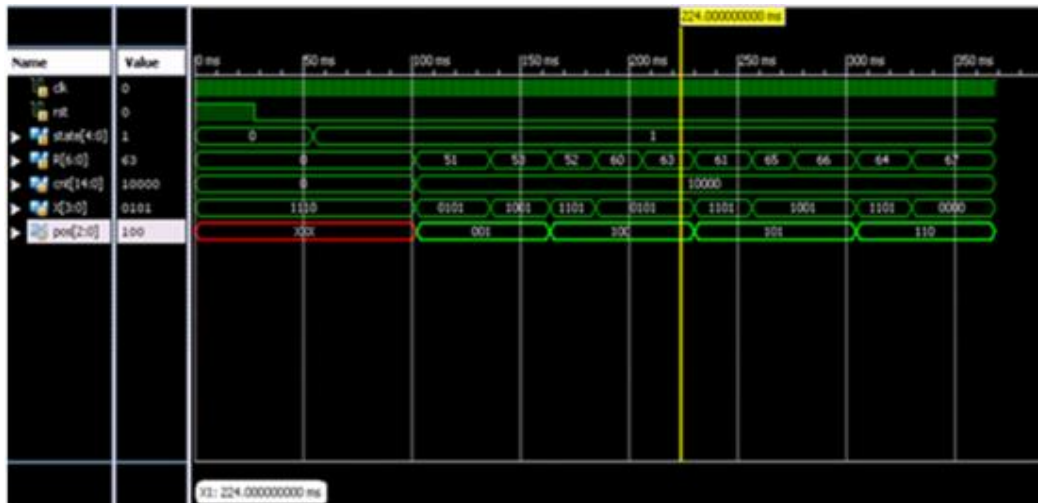 224.000000000 ms
Name Value 0 ms 50 ms 100 ms 150 ms 200 ms 250 ms 300 ms 350 ms
clk 0
rst 0
state[4:0] 1 0 1
R[6:0] 63 0 51 53 52 60 63 61 65 66 64 67
cnt[14:0] 10000 0 10000
X[3:0] 0101 1110 0101 1001 1101 0101 1101 1001 1101 0000
pos[2:0] 100 XXX 001 100 101 110
X1: 224.000000000 ms